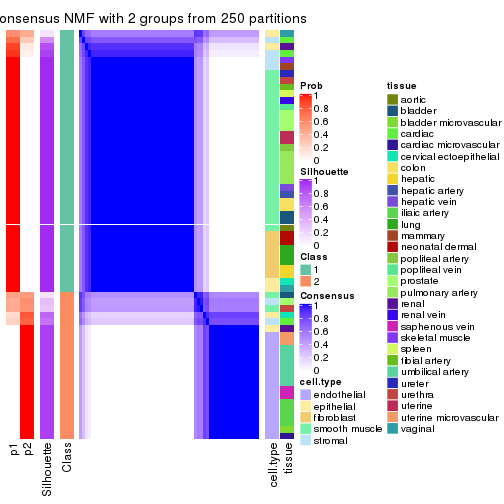 onsensus NMF with 2 groups from 250 partitions
p1
p2
Silhouette
Class
cell.type
tissue
Prob
1
0.8
0.6
0.4
0.2
0
Silhouette
1
0.8
0.6
0.4
0.2
0
Class
1
2
Consensus
1
0.8
0.6
0.4
0.2
0
cell.type
endothelial
epithelial
fibroblast
smooth muscle
stromal
tissue
aortic
bladder
bladder microvascular
cardiac
cardiac microvascular
cervical ectoepithelial
colon
hepatic
hepatic artery
hepatic vein
iliaic artery
lung
mammary
neonatal dermal
popliteal artery
popliteal vein
prostate
pulmonary artery
renal
renal vein
saphenous vein
skeletal muscle
spleen
tibial artery
umbilical artery
ureter
urethra
uterine
uterine microvascular
vaginal